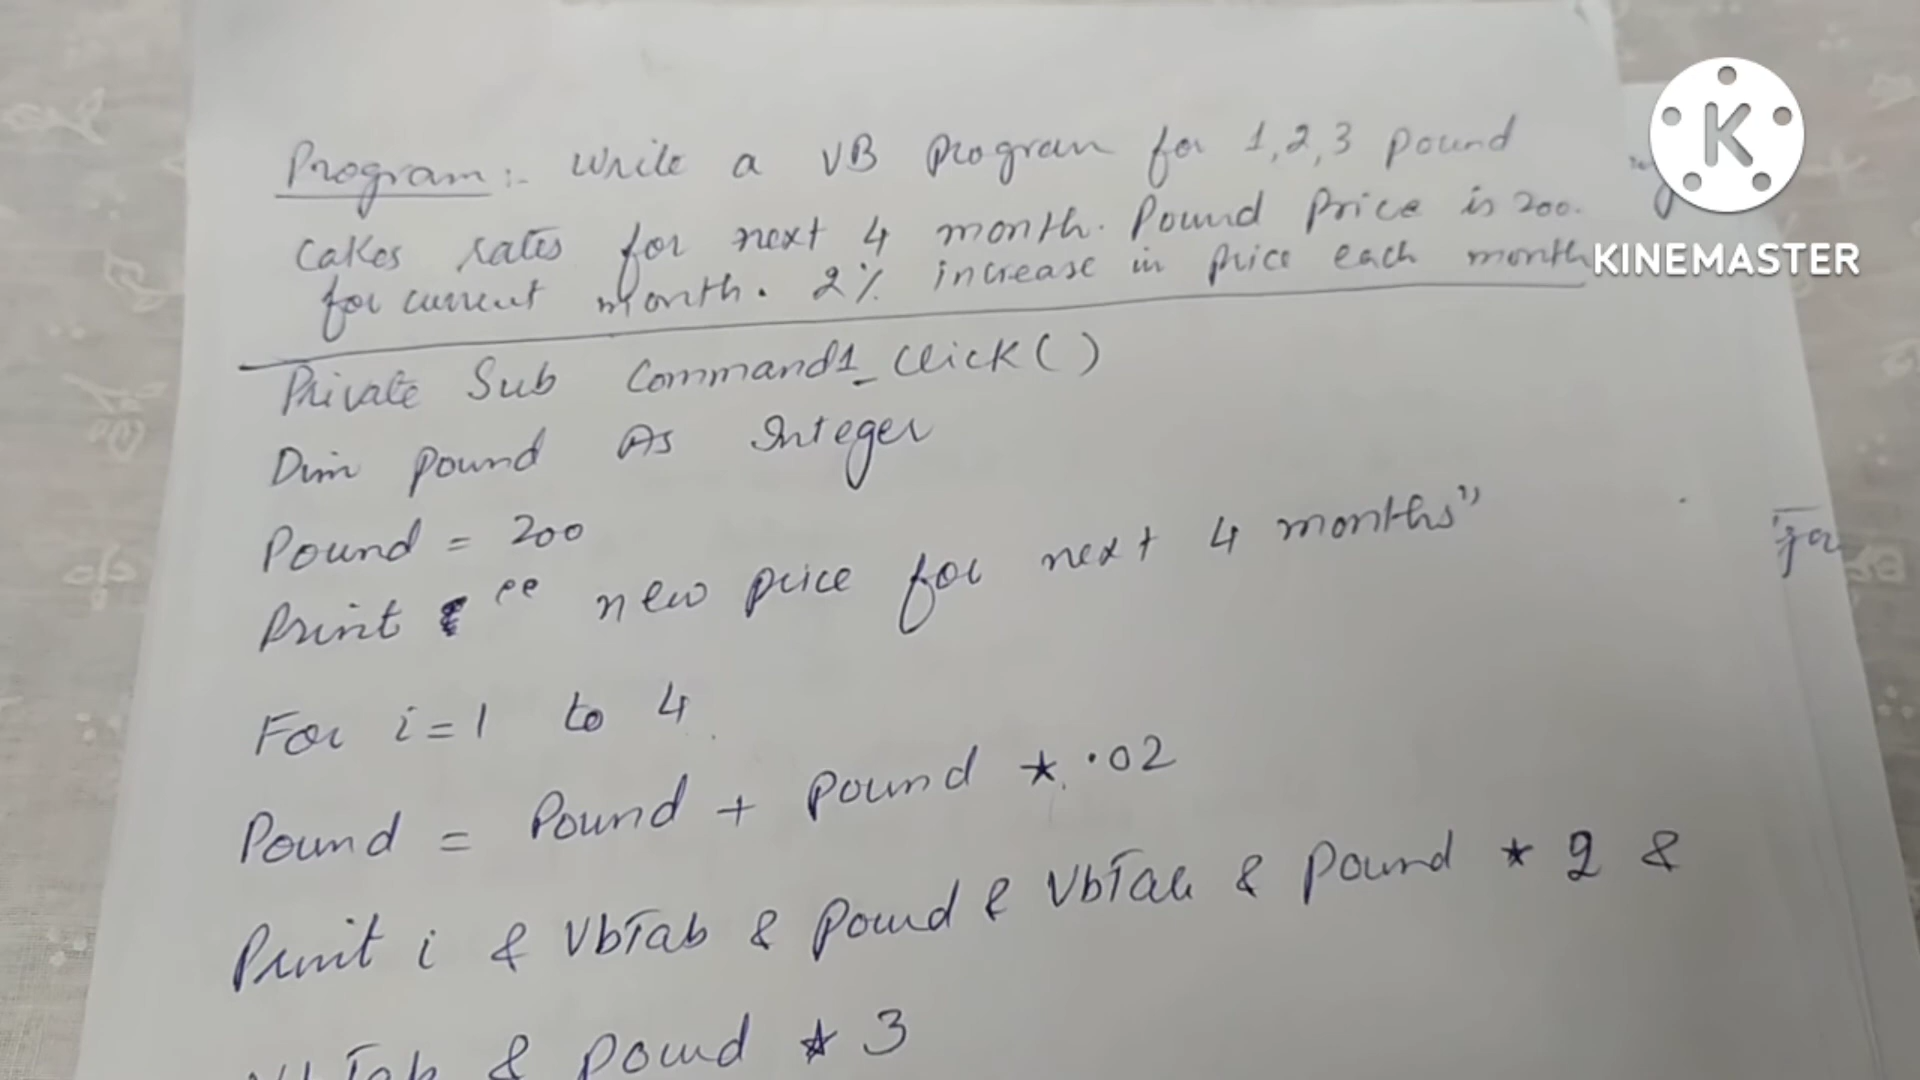 Program:- Write a VB Program for 1,2,3 pound
Cakes rates for next 4 month. Pound Price is 200.
for current month. 2% increase in price each month
Private Sub Command1_Click()
Dim pound As Integer
Pound = 200
Print "new price for next 4 months"
For i=1 to 4
Pound = Pound + pound * .02
Print i & VbTab & pound & VbTab & pound * 2 &
VbTab & pound * 3
K
KINEMASTER
for